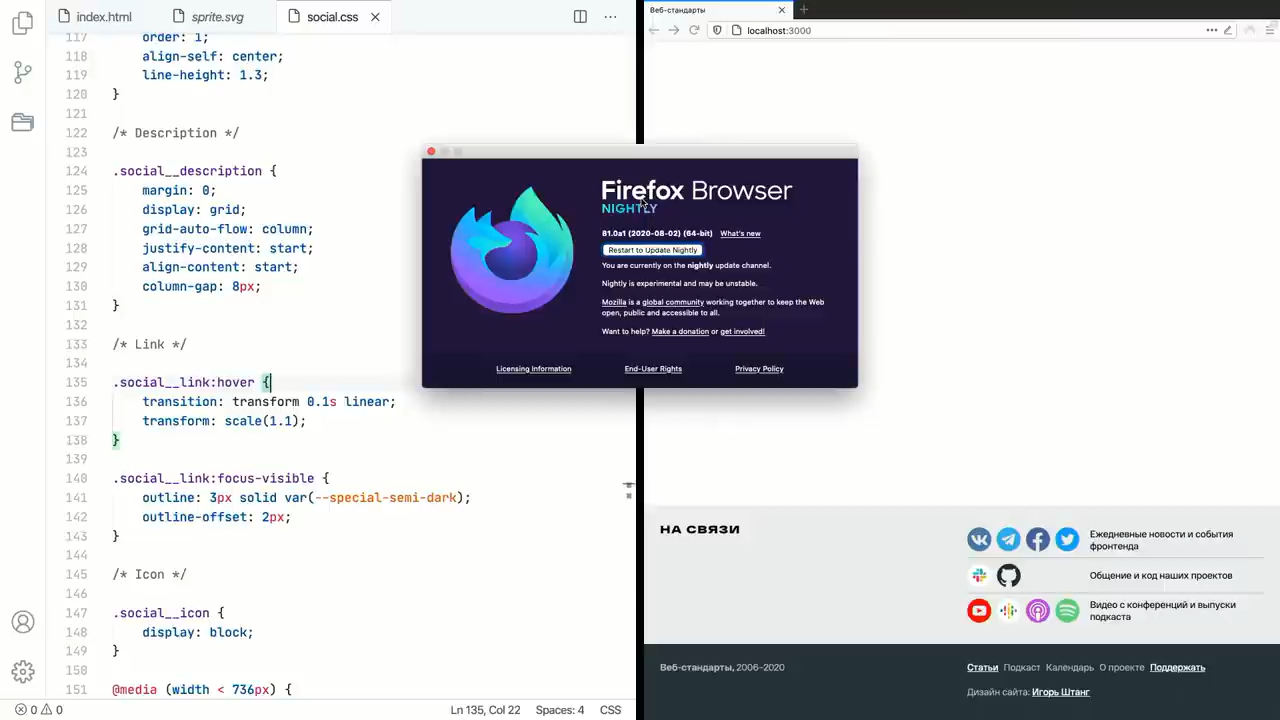 index.html
sprite.svg
social.css
117 order: 1;
118 align-self: center;
119 line-height: 1.3;
120 }
121
122 /* Description */
123
124 .social__description {
125 margin: 0;
126 display: grid;
127 grid-auto-flow: column;
128 justify-content: start;
129 align-content: start;
130 column-gap: 8px;
131 }
132
133 /* Link */
134
135 .social__link:hover {
136 transition: transform 0.1s linear;
137 transform: scale(1.1);
138 }
139
140 .social__link:focus-visible {
141 outline: 3px solid var(--special-semi-dark);
142 outline-offset: 2px;
143 }
144
145 /* Icon */
146
147 .social__icon {
148 display: block;
149 }
150
151 @media (width < 736px) {
0 0
Ln 135, Col 22 Spaces: 4 CSS
Веб-стандарты
localhost:3000
Firefox Browser
NIGHTLY
81.0a1 (2020-08-02) (64-bit) What's new
Restart to Update Nightly
You are currently on the nightly update channel.
Nightly is experimental and may be unstable.
Mozilla is a global community working together to keep the Web
open, public and accessible to all.
Want to help? Make a donation or get involved!
Licensing Information End-User Rights Privacy Policy
НА СВЯЗИ
Ежедневные новости и события
фронтенда
Общение и код наших проектов
Видео с конференций и выпуски
подкаста
Веб-стандарты, 2006–2020
Статьи Подкаст Календарь О проекте Поддержать
Дизайн сайта: Игорь Штанг